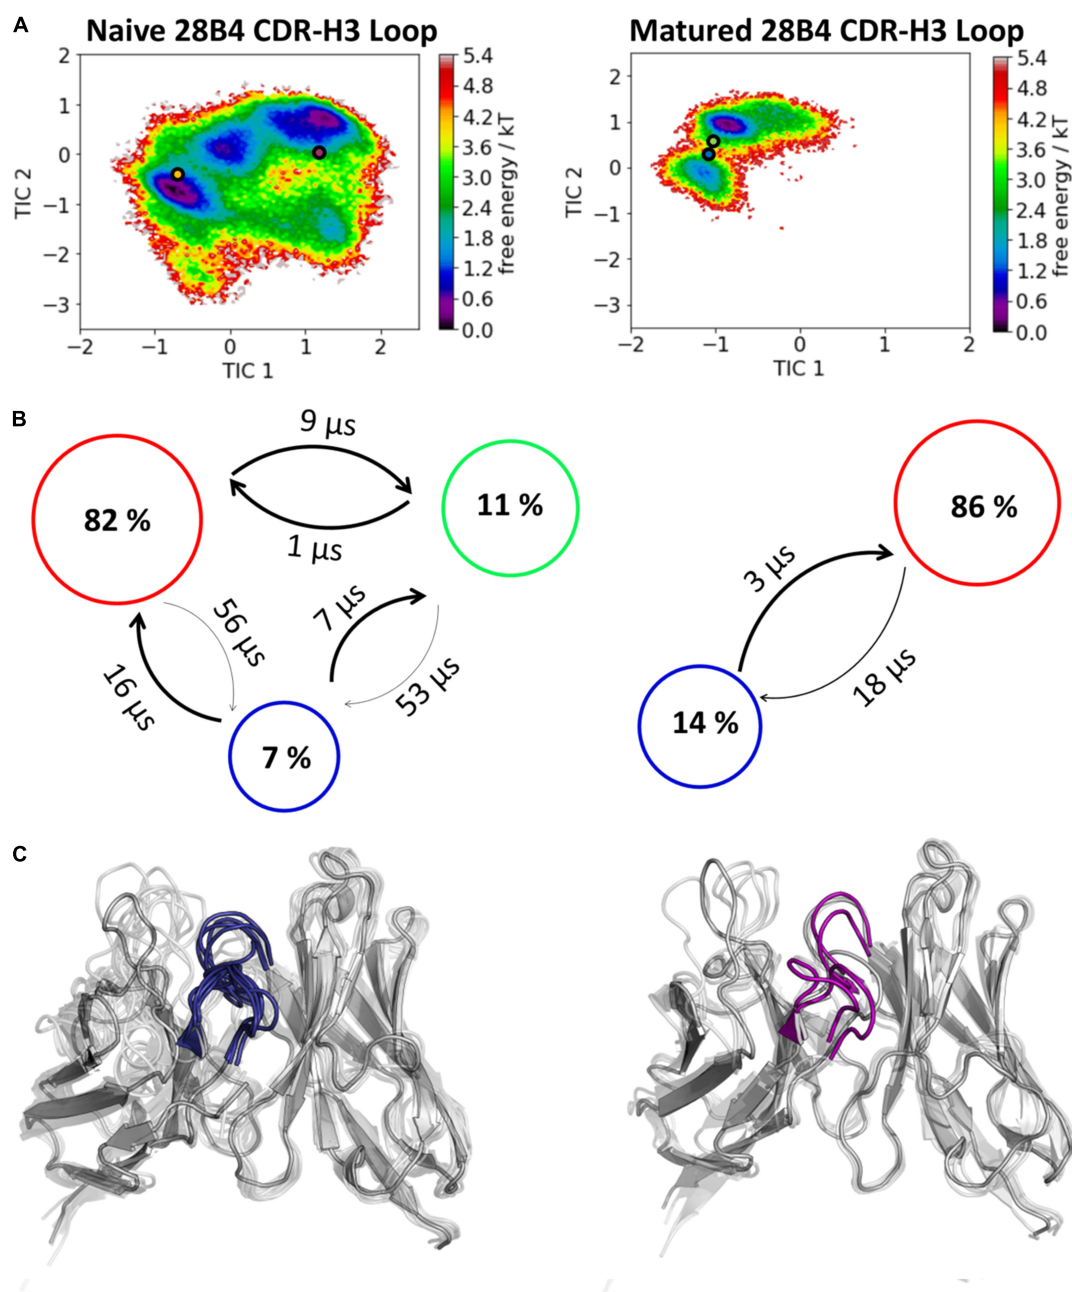 A
Naive 28B4 CDR-H3 Loop
Matured 28B4 CDR-H3 Loop
2
1
0
−1
−2
−3
TIC 2
−2
−1
0
1
2
TIC 1
5.4
4.8
4.2
3.6
3.0
2.4
1.8
1.2
0.6
0.0
free energy / kT
2
1
0
−1
−2
−3
TIC 2
−2
−1
0
1
2
TIC 1
5.4
4.8
4.2
3.6
3.0
2.4
1.8
1.2
0.6
0.0
free energy / kT
B
82 %
9 µs
1 µs
11 %
56 µs
16 µs
7 µs
53 µs
7 %
86 %
3 µs
18 µs
14 %
C